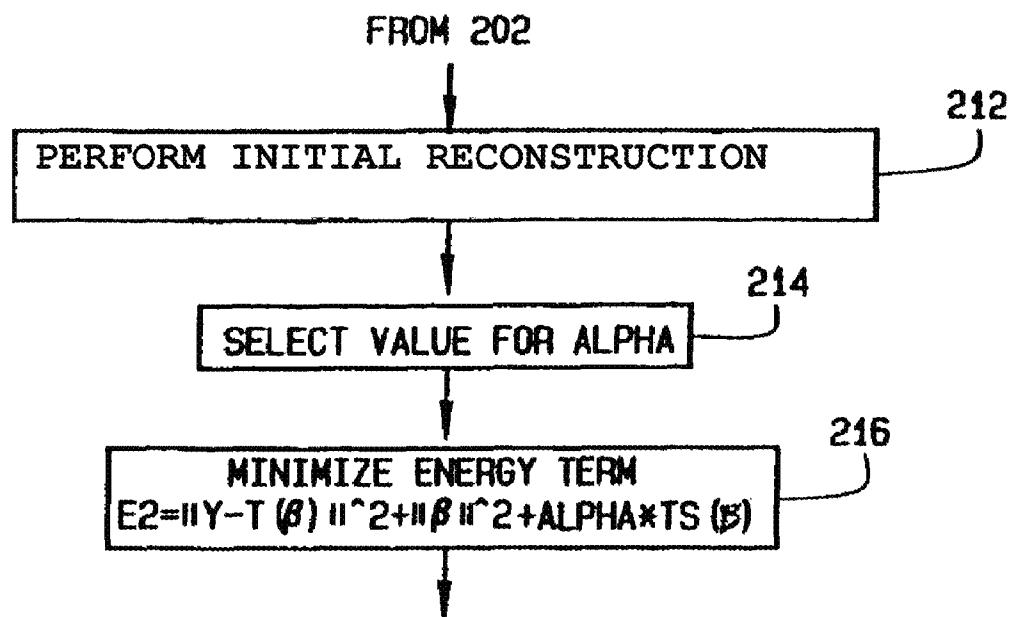 FROM 202
212
PERFORM INITIAL RECONSTRUCTION
214
SELECT VALUE FOR ALPHA
216
MINIMIZE ENERGY TERM
E2=||Y-T(β)||^2+||β||^2+ALPHA*TS(β)